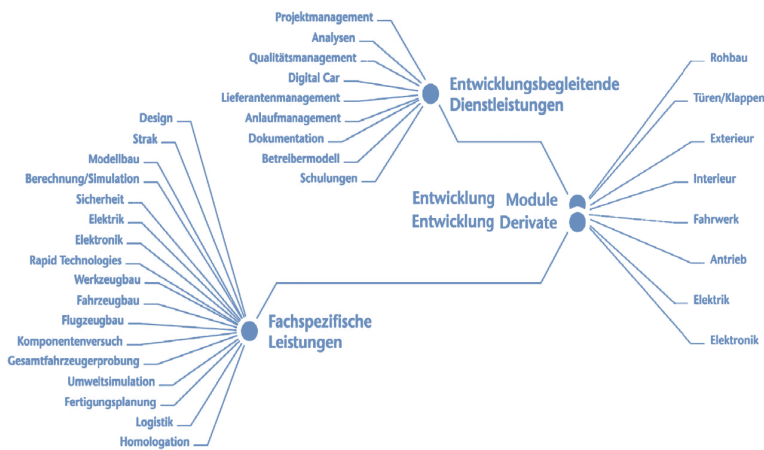 Projektmanagement
Analysen
Qualitätsmanagement
Digital Car
Lieferantenmanagement
Anlaufmanagement
Dokumentation
Betreibermodell
Schulungen
Entwicklungsbegleitende
Dienstleistungen
Rohbau
Türen/Klappen
Exterieur
Interieur
Fahrwerk
Antrieb
Elektrik
Elektronik
Entwicklung Module
Entwicklung Derivate
Design
Strak
Modellbau
Berechnung/Simulation
Sicherheit
Elektrik
Elektronik
Rapid Technologies
Werkzeugbau
Fahrzeugbau
Flugzeugbau
Komponentenversuch
Gesamtfahrzeugerprobung
Umweltsimulation
Fertigungsplanung
Logistik
Homologation
Fachspezifische
Leistungen